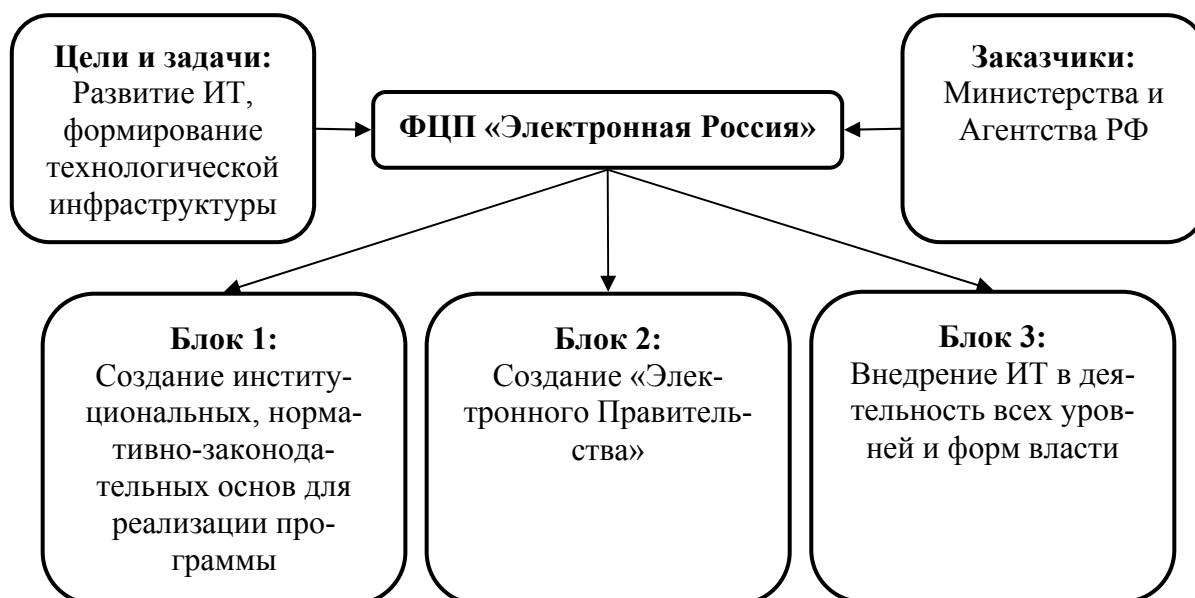 Цели и задачи:
Развитие ИТ,
формирование
технологической
инфраструктуры
ФЦП «Электронная Россия»
Заказчики:
Министерства и
Агентства РФ
Блок 1:
Создание институ-
циональных, норма-
тивно-законода-
тельных основ для
реализации про-
граммы
Блок 2:
Создание «Элек-
тронного Правитель-
ства»
Блок 3:
Внедрение ИТ в дея-
тельность всех уров-
ней и форм власти